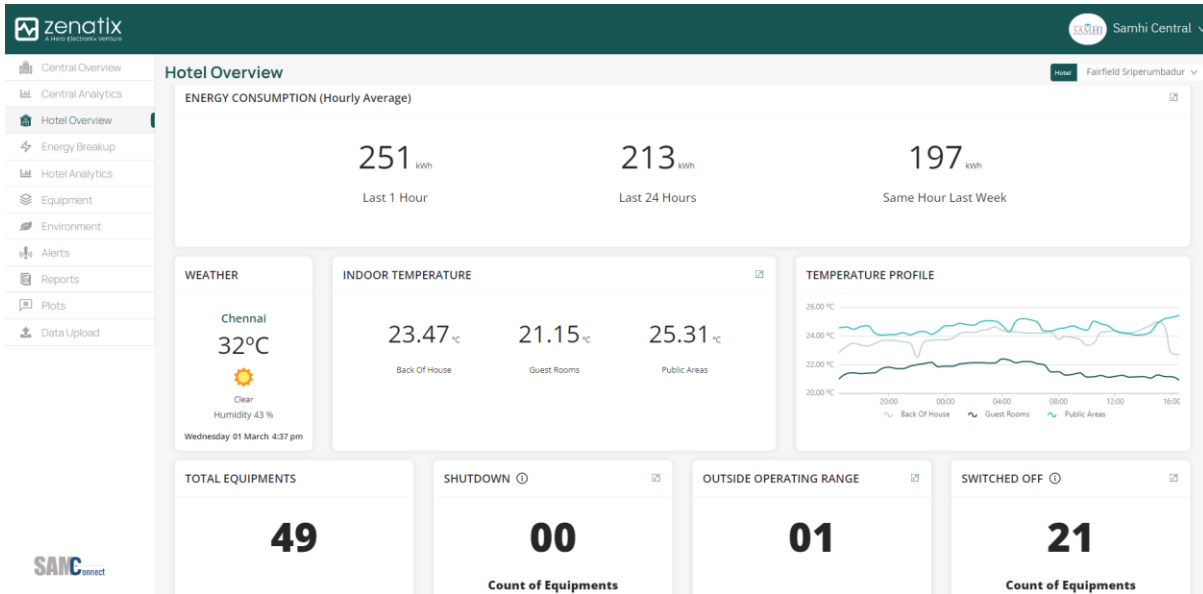 zenatix
A Hero Electronix Venture
SAMHI
Samhi Central
Central Overview
Central Analytics
Hotel Overview
Energy Breakup
Hotel Analytics
Equipment
Environment
Alerts
Reports
Plots
Data Upload
SAMConnect
Hotel Overview
Hotel Fairfield Sriperumbadur
ENERGY CONSUMPTION (Hourly Average)
251 kWh 213 kWh 197 kWh
Last 1 Hour Last 24 Hours Same Hour Last Week
WEATHER
Chennai
32°C
Clear
Humidity 43 %
Wednesday 01 March 4:37 pm
INDOOR TEMPERATURE
23.47 °C 21.15 °C 25.31 °C
Back Of House Guest Rooms Public Areas
TEMPERATURE PROFILE
26.00 °C
24.00 °C
22.00 °C
20.00 °C
20:00 00:00 04:00 08:00 12:00 16:00
Back Of House Guest Rooms Public Areas
TOTAL EQUIPMENTS
49
SHUTDOWN
00
Count of Equipments
OUTSIDE OPERATING RANGE
01
SWITCHED OFF
21
Count of Equipments